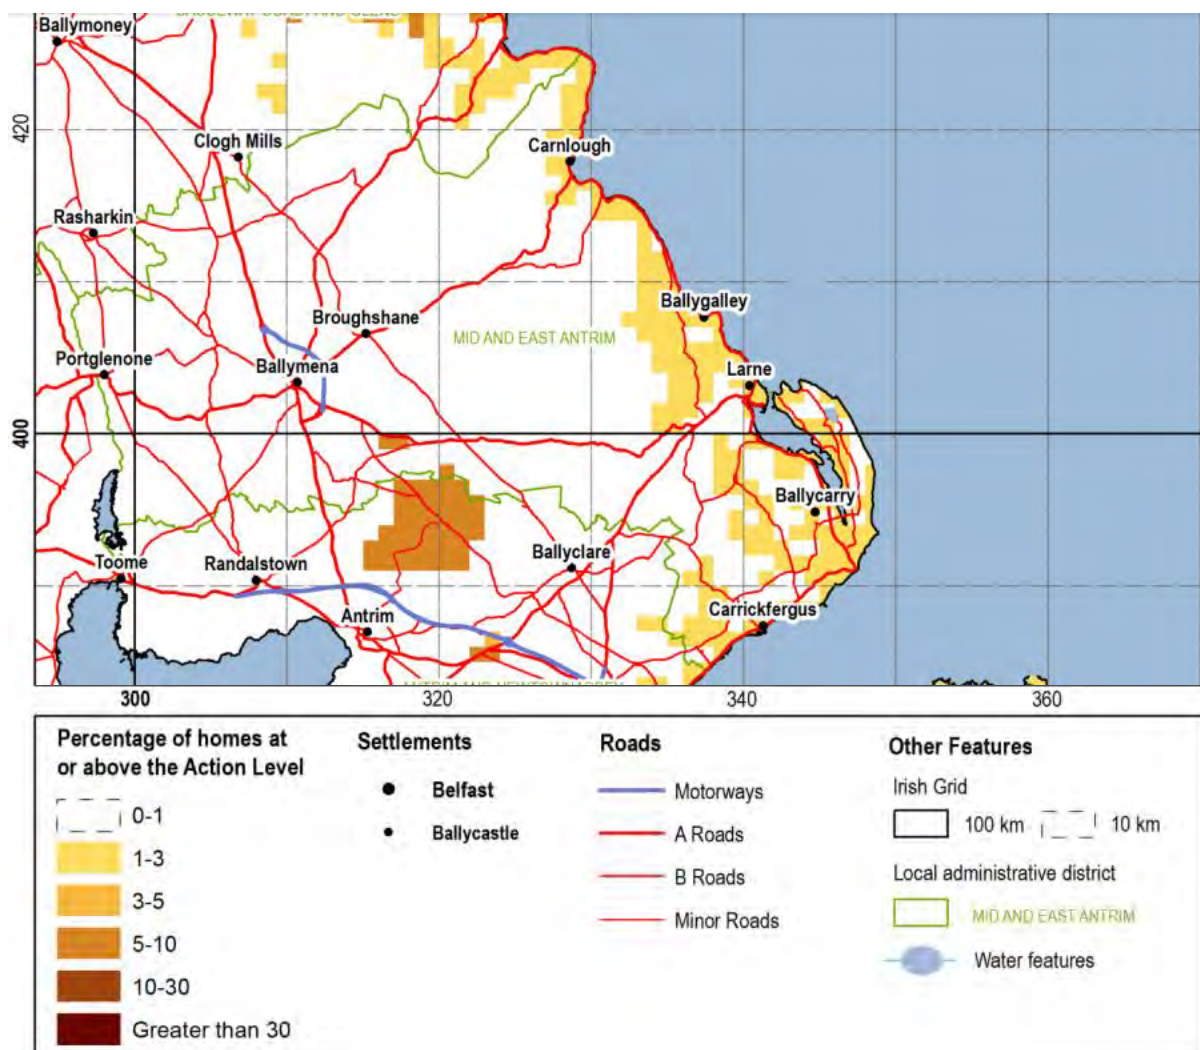 Ballymoney
420
Clogh Mills
Carnlough
Rasharkin
Ballygalley
Broughshane
MID AND EAST ANTRIM
Portglenone
Ballymena
Larne
400
Ballycarry
Toome
Randalstown
Ballyclare
Antrim
Carrickfergus
300
320
340
360
Percentage of homes at
or above the Action Level
0-1
1-3
3-5
5-10
10-30
Greater than 30
Settlements
Belfast
Ballycastle
Roads
Motorways
A Roads
B Roads
Minor Roads
Other Features
Irish Grid
100 km
10 km
Local administrative district
MID AND EAST ANTRIM
Water features